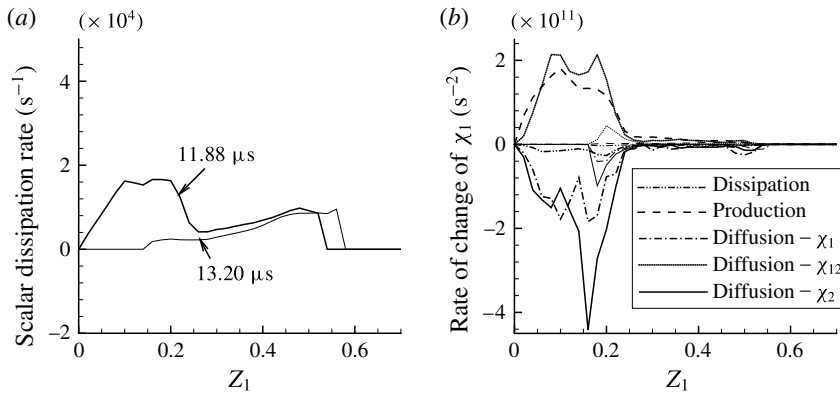 (a)
(× 10⁴)
4
2
0
−2
Scalar dissipation rate (s⁻¹)
11.88 μs
13.20 μs
0 0.2 0.4 0.6
Z₁
(b)
(× 10¹¹)
2
0
−2
−4
Rate of change of χ₁ (s⁻²)
Dissipation
Production
Diffusion − χ₁
Diffusion − χ₁₂
Diffusion − χ₂
0 0.2 0.4 0.6
Z₁